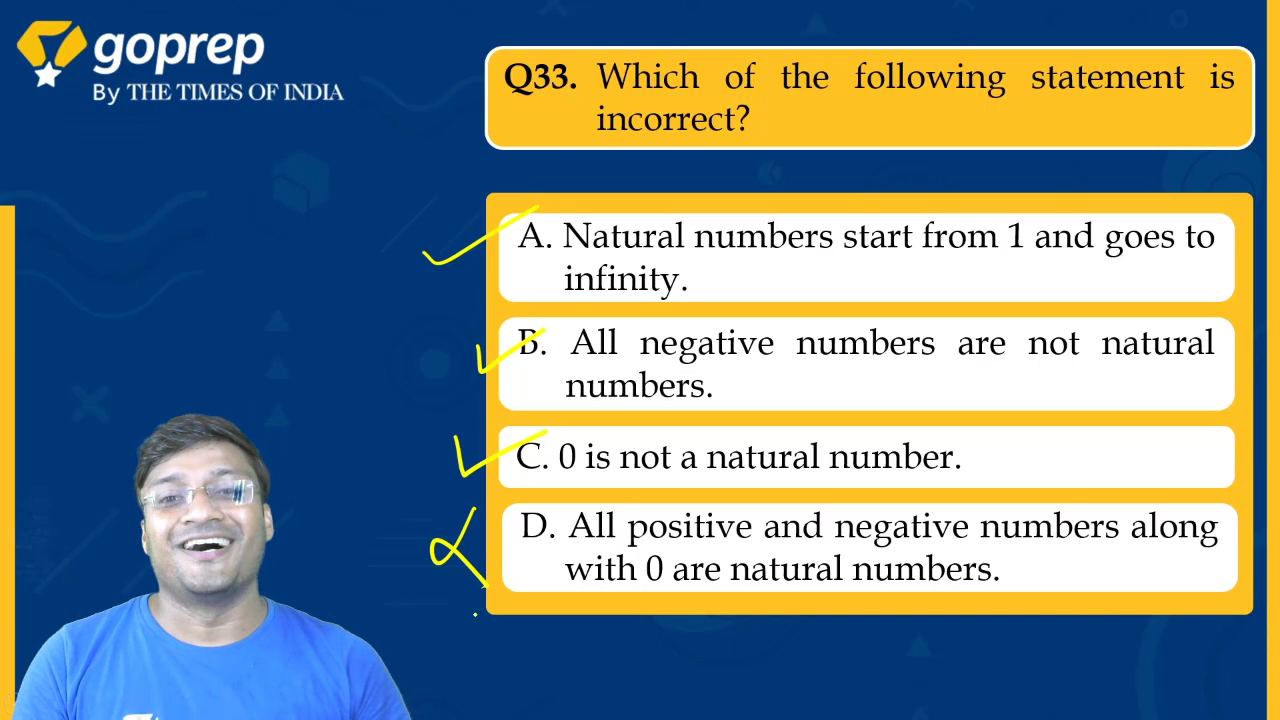 goprep
By THE TIMES OF INDIA
Q33. Which of the following statement is
incorrect?
A. Natural numbers start from 1 and goes to
infinity.
B. All negative numbers are not natural
numbers.
C. 0 is not a natural number.
D. All positive and negative numbers along
with 0 are natural numbers.